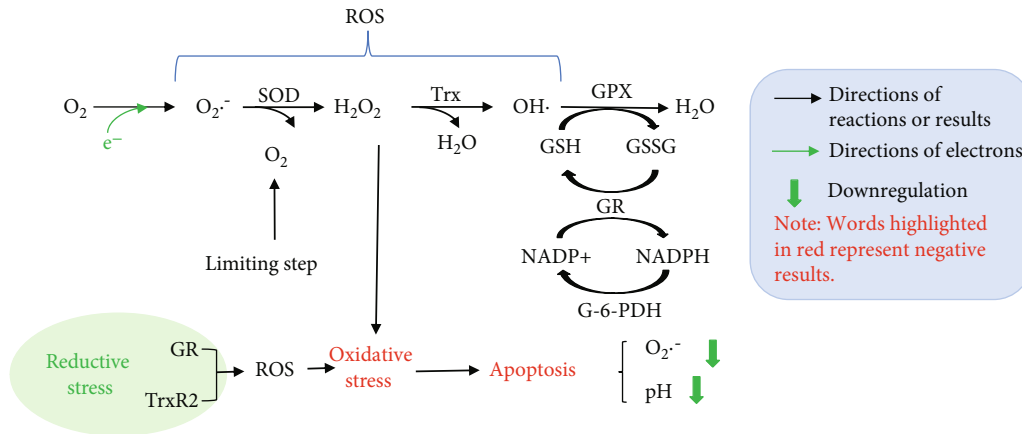 ROS
O₂
e⁻
O₂·⁻
SOD
O₂
H₂O₂
Trx
H₂O
OH·
GPX
H₂O
GSH
GSSG
GR
NADP+
NADPH
G-6-PDH
Limiting step
Reductive
stress
GR
TrxR2
ROS
Oxidative
stress
Apoptosis
O₂·⁻
pH
Directions of
reactions or results
Directions of electrons
Downregulation
Note: Words highlighted
in red represent negative
results.